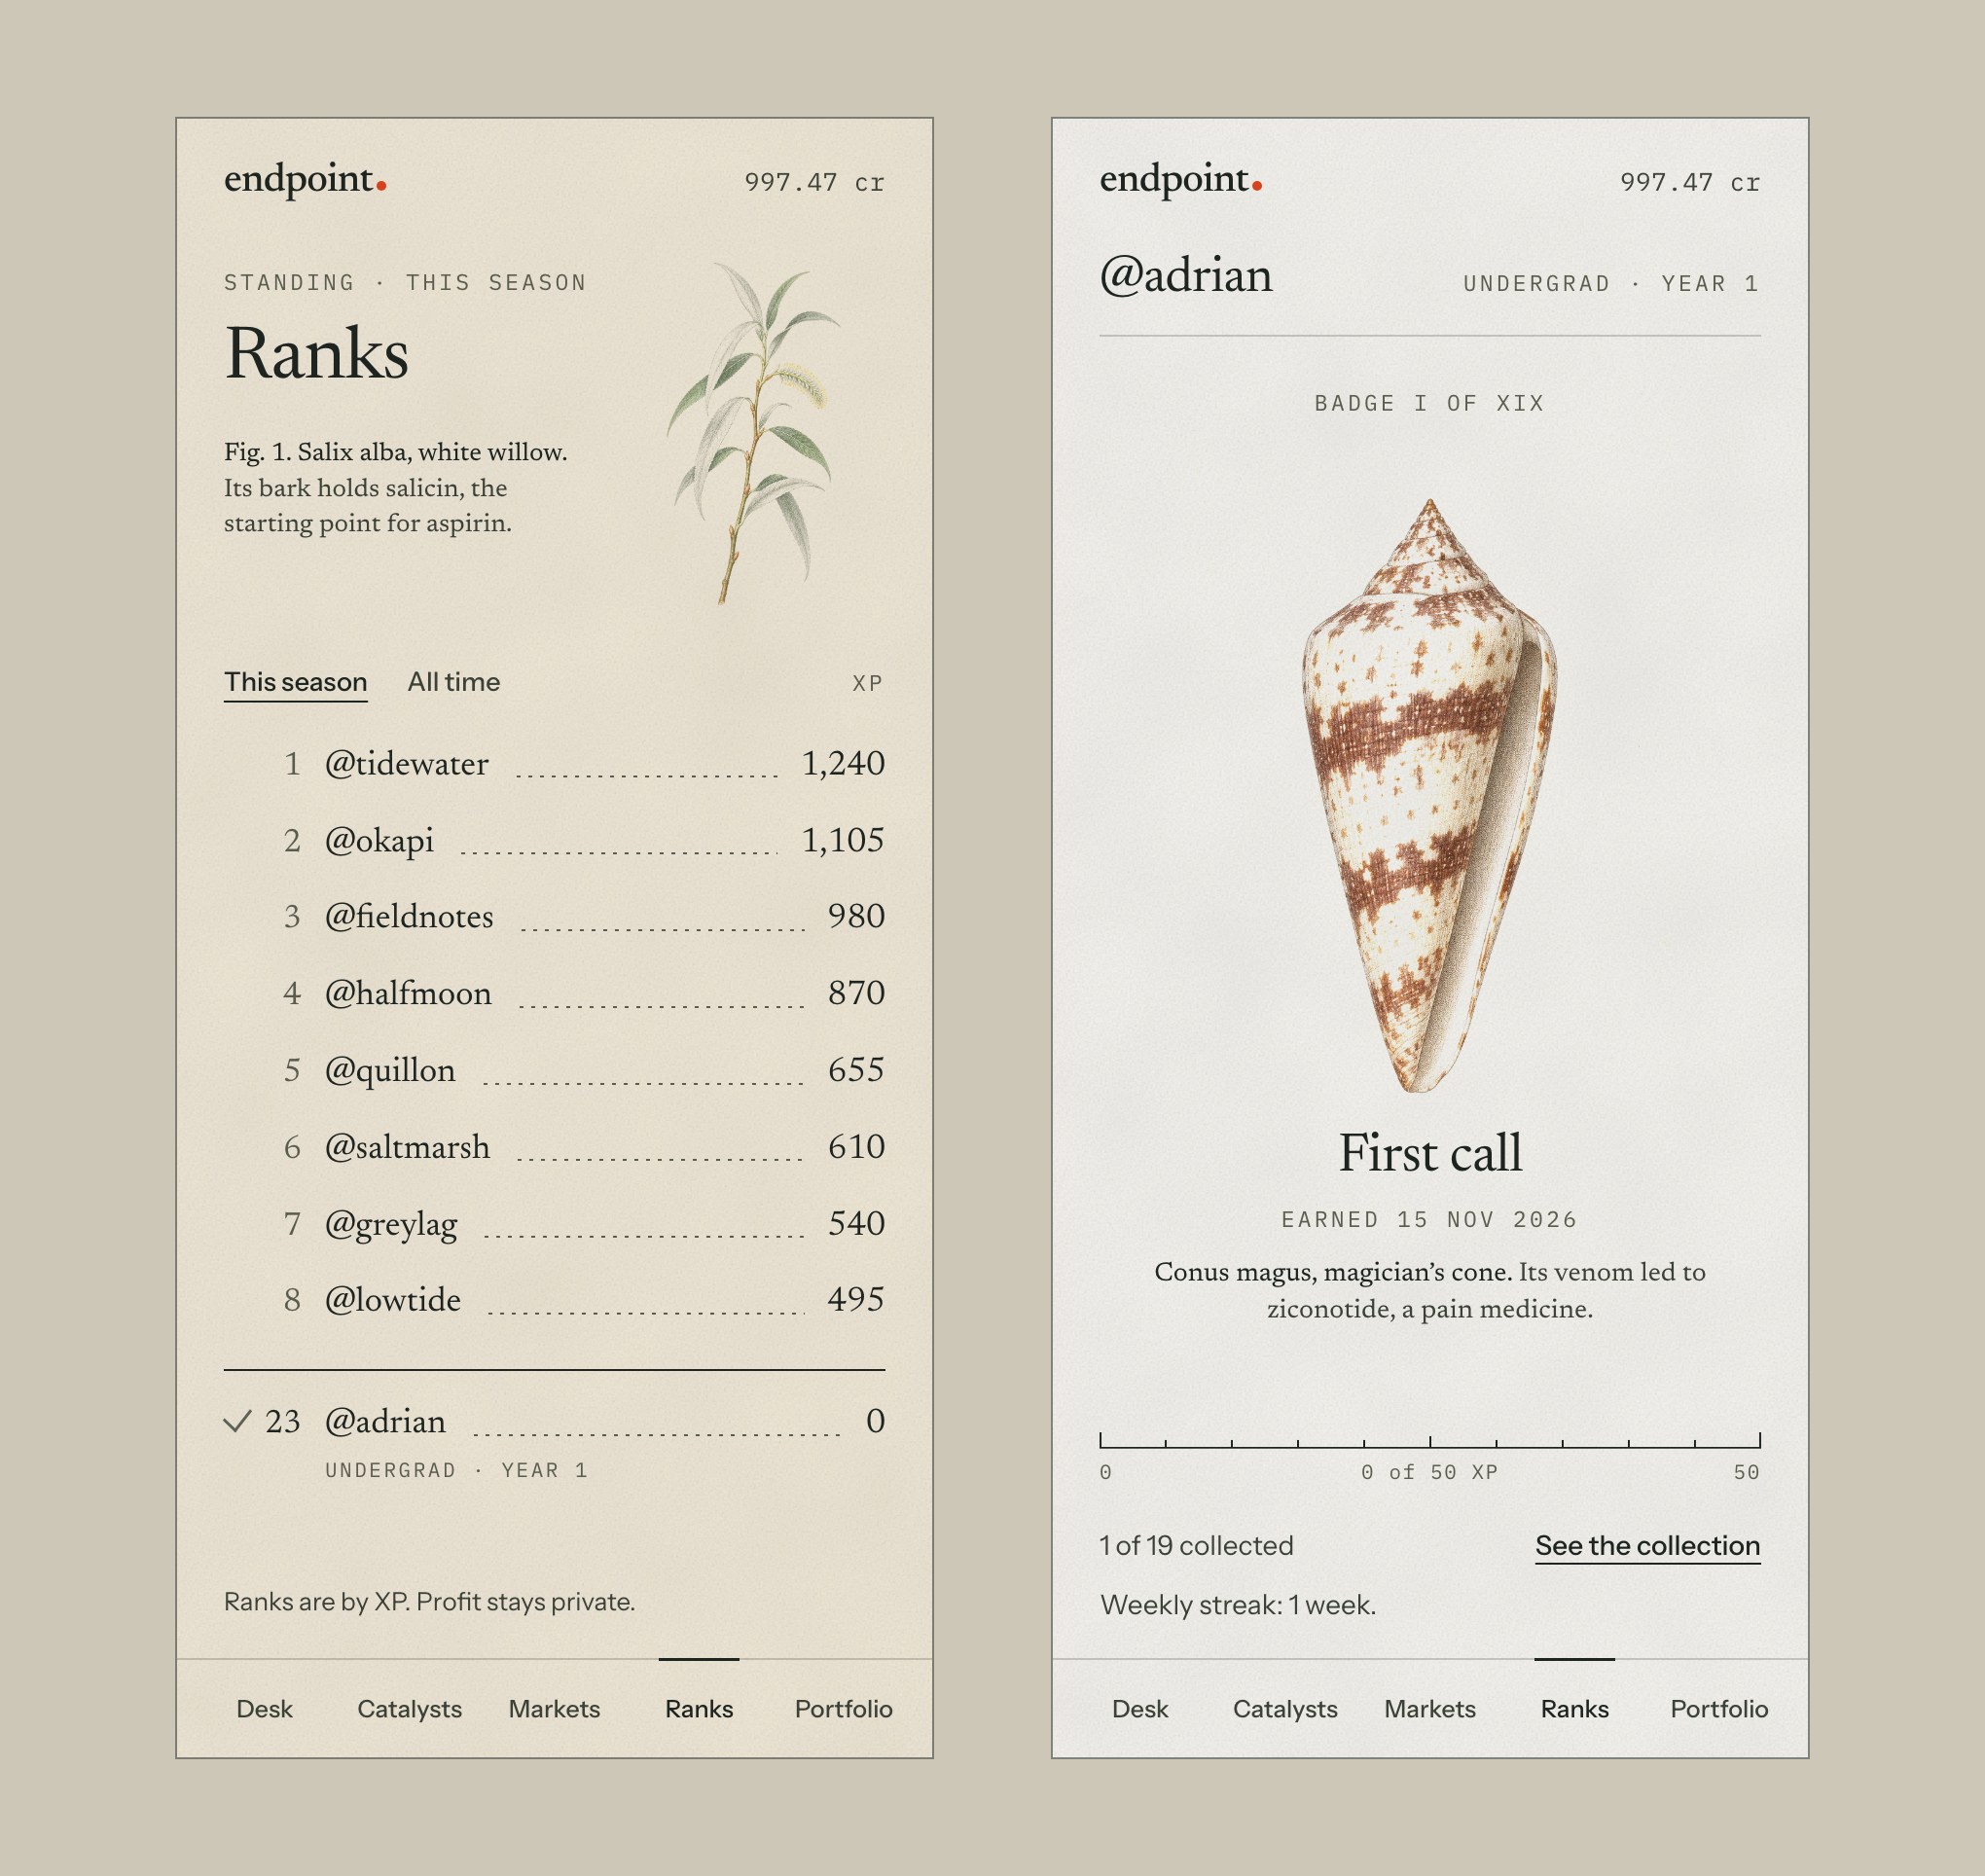 endpoint.
997.47 cr
STANDING · THIS SEASON
Ranks
Fig. 1. Salix alba, white willow.
Its bark holds salicin, the
starting point for aspirin.
This season All time XP
1 @tidewater 1,240
2 @okapi 1,105
3 @fieldnotes 980
4 @halfmoon 870
5 @quillon 655
6 @saltmarsh 610
7 @greylag 540
8 @lowtide 495
23 @adrian 0
UNDERGRAD · YEAR 1
Ranks are by XP. Profit stays private.
Desk Catalysts Markets Ranks Portfolio
endpoint.
997.47 cr
@adrian UNDERGRAD · YEAR 1
BADGE I OF XIX
First call
EARNED 15 NOV 2026
Conus magus, magician’s cone. Its venom led to
ziconotide, a pain medicine.
0 0 of 50 XP 50
1 of 19 collected See the collection
Weekly streak: 1 week.
Desk Catalysts Markets Ranks Portfolio